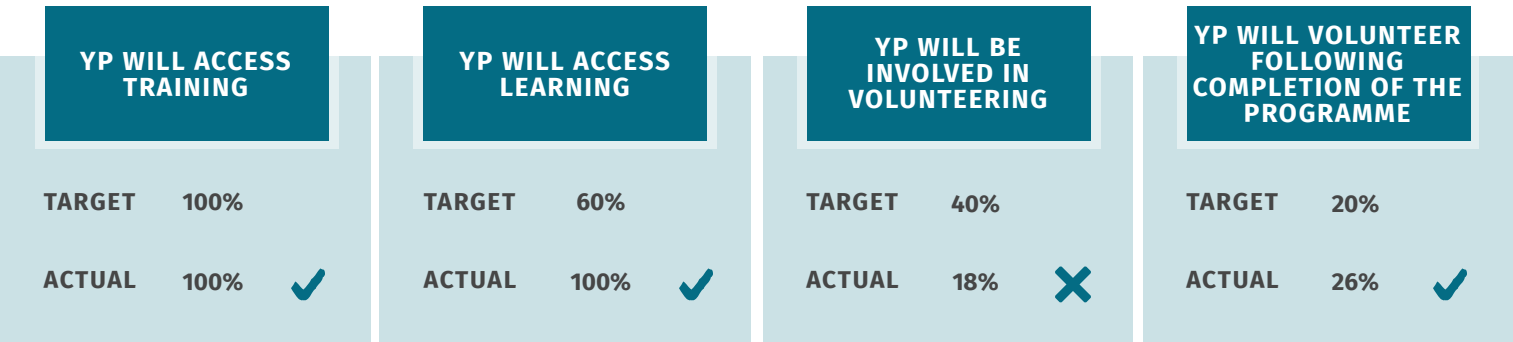 YP WILL ACCESS
TRAINING
TARGET 100%
ACTUAL 100%
YP WILL ACCESS
LEARNING
TARGET 60%
ACTUAL 100%
YP WILL BE
INVOLVED IN
VOLUNTEERING
TARGET 40%
ACTUAL 18%
YP WILL VOLUNTEER
FOLLOWING
COMPLETION OF THE
PROGRAMME
TARGET 20%
ACTUAL 26%